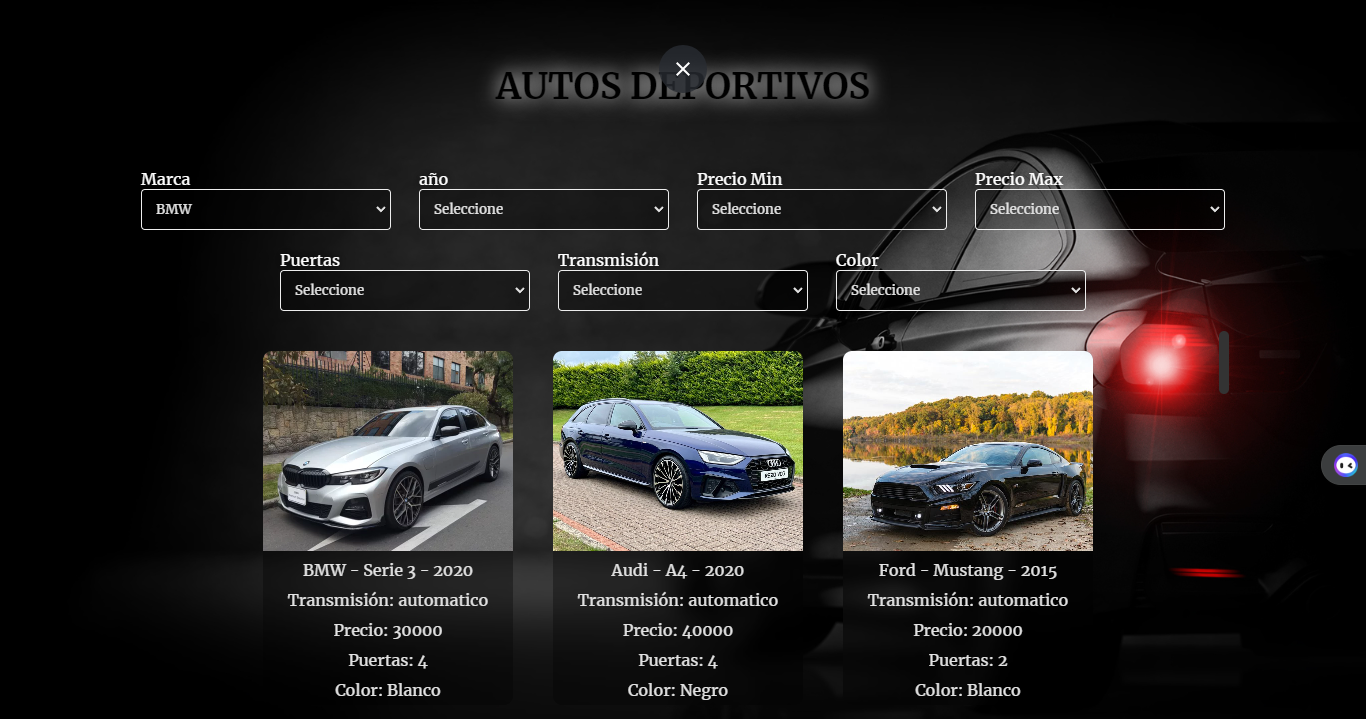 AUTOS DEPORTIVOS
Marca año Precio Min Precio Max
BMW Seleccione Seleccione Seleccione
Puertas Transmisión Color
Seleccione Seleccione Seleccione
BMW - Serie 3 - 2020
Transmisión: automatico
Precio: 30000
Puertas: 4
Color: Blanco
Audi - A4 - 2020
Transmisión: automatico
Precio: 40000
Puertas: 4
Color: Negro
Ford - Mustang - 2015
Transmisión: automatico
Precio: 20000
Puertas: 2
Color: Blanco